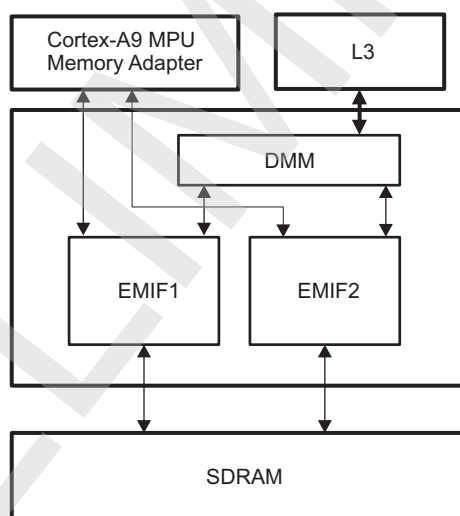 Cortex-A9 MPU
Memory Adapter
L3
DMM
EMIF1
EMIF2
SDRAM